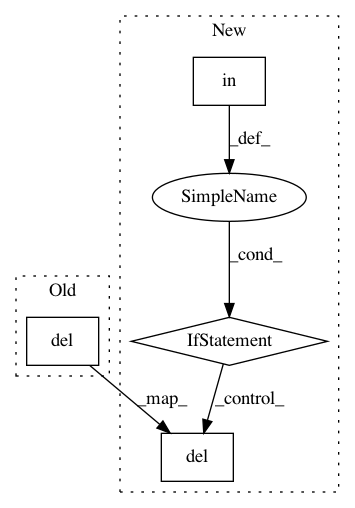 New
in
_def_
SimpleName
_cond_
Old
del
IfStatement
_map_
_control_
del